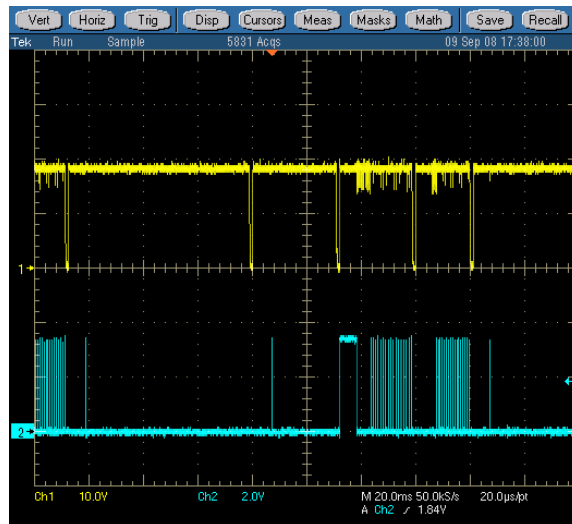 Vert Horiz Trig Disp Cursors Meas Masks Math Save Recall
Tek Run Sample 5831 Acqs 09 Sep 08 17:38:00
1
2
Ch1 10.0V Ch2 2.0V M 20.0ms 50.0kS/s 20.0µs/pt
A Ch2 ∕ 1.84V